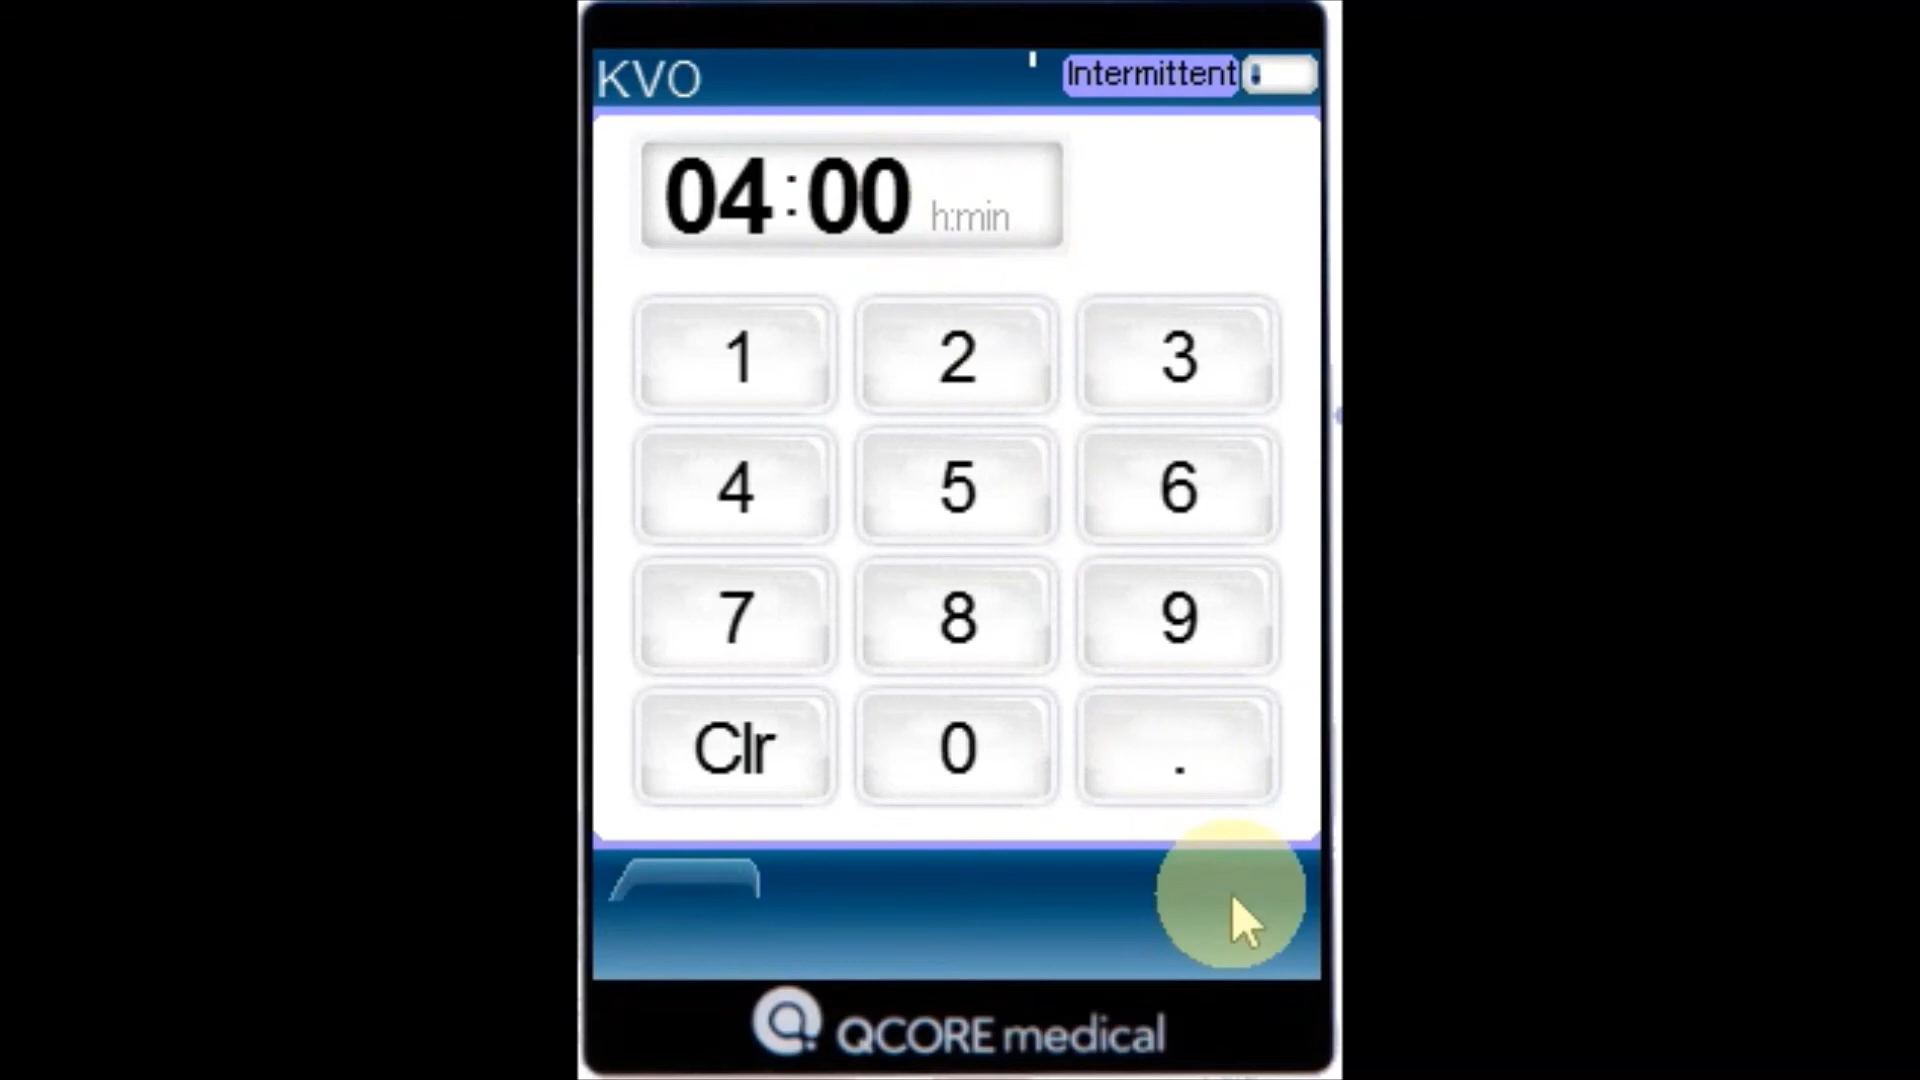 KVO Intermittent
04:00 h:min
1 2 3
4 5 6
7 8 9
Clr 0 .
QCORE medical